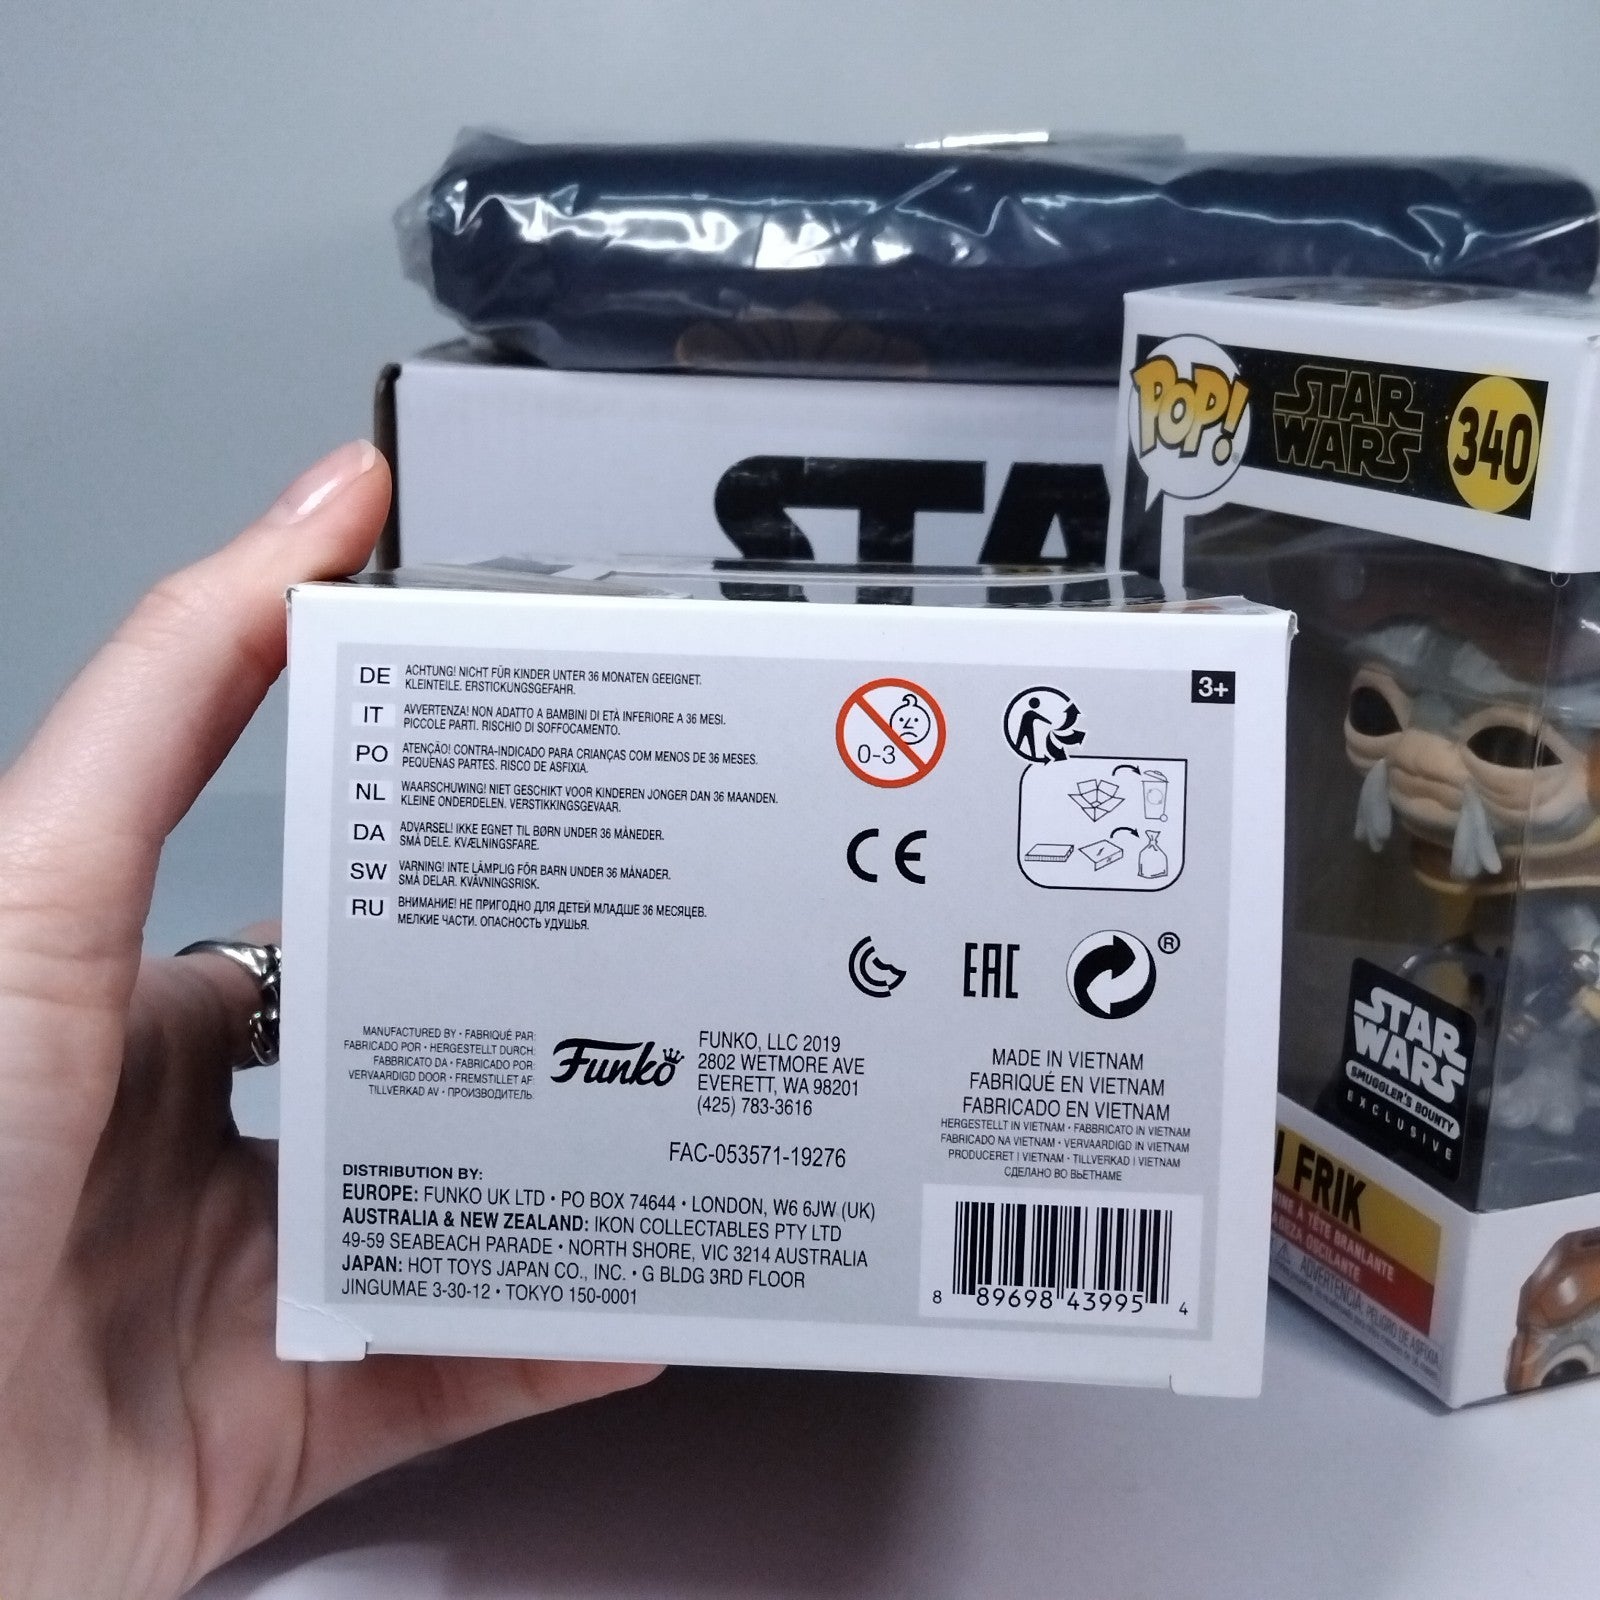 STA
POP!
STAR
WARS
340
DE ACHTUNG! NICHT FÜR KINDER UNTER 36 MONATEN GEEIGNET.
KLEINTEILE. ERSTICKUNGSGEFAHR.
IT AVVERTENZA! NON ADATTO A BAMBINI DI ETÀ INFERIORE A 36 MESI.
PICCOLE PARTI. RISCHIO DI SOFFOCAMENTO.
PO ATENÇÃO! CONTRA-INDICADO PARA CRIANÇAS COM MENOS DE 36 MESES.
PEQUENAS PARTES. RISCO DE ASFIXIA.
NL WAARSCHUWING! NIET GESCHIKT VOOR KINDEREN JONGER DAN 36 MAANDEN.
KLEINE ONDERDELEN. VERSTIKKINGSGEVAAR.
DA ADVARSEL! IKKE EGNET TIL BØRN UNDER 36 MÅNEDER.
SMÅ DELE. KVÆLNINGSFARE.
SW VARNING! INTE LÄMPLIG FÖR BARN UNDER 36 MÅNADER.
SMÅ DELAR. KVÄVNINGSRISK.
RU ВНИМАНИЕ! НЕ ПРИГОДНО ДЛЯ ДЕТЕЙ МЛАДШЕ 36 МЕСЯЦЕВ.
МЕЛКИЕ ЧАСТИ. ОПАСНОСТЬ УДУШЬЯ.
0-3
3+
CE
EAC
®
MANUFACTURED BY • FABRIQUÉ PAR:
FABRICADO POR • HERGESTELLT DURCH:
FABBRICATO DA • FABRICADO POR:
VERVAARDIGD DOOR • FREMSTILLET AF:
TILLVERKAD AV • ПРОИЗВОДИТЕЛЬ:
Funko
FUNKO, LLC 2019
2802 WETMORE AVE
EVERETT, WA 98201
(425) 783-3616
FAC-053571-19276
MADE IN VIETNAM
FABRIQUÉ EN VIETNAM
FABRICADO EN VIETNAM
HERGESTELLT IN VIETNAM • FABBRICATO IN VIETNAM
FABRICADO NA VIETNAM • VERVAARDIGD IN VIETNAM
PRODUCERET I VIETNAM • TILLVERKAD I VIETNAM
СДЕЛАНО ВО ВЬЕТНАМЕ
DISTRIBUTION BY:
EUROPE: FUNKO UK LTD • PO BOX 74644 • LONDON, W6 6JW (UK)
AUSTRALIA & NEW ZEALAND: IKON COLLECTABLES PTY LTD
49-59 SEABEACH PARADE • NORTH SHORE, VIC 3214 AUSTRALIA
JAPAN: HOT TOYS JAPAN CO., INC. • G BLDG 3RD FLOOR
JINGUMAE 3-30-12 • TOKYO 150-0001
8 89698 43995 4
STAR
WARS
SMUGGLER'S BOUNTY
EXCLUSIVE
FRIK
À TÊTE BRANLANTE
OSCILANTE
ADVERTENCIA: PELIGRO DE ASFIXIA.